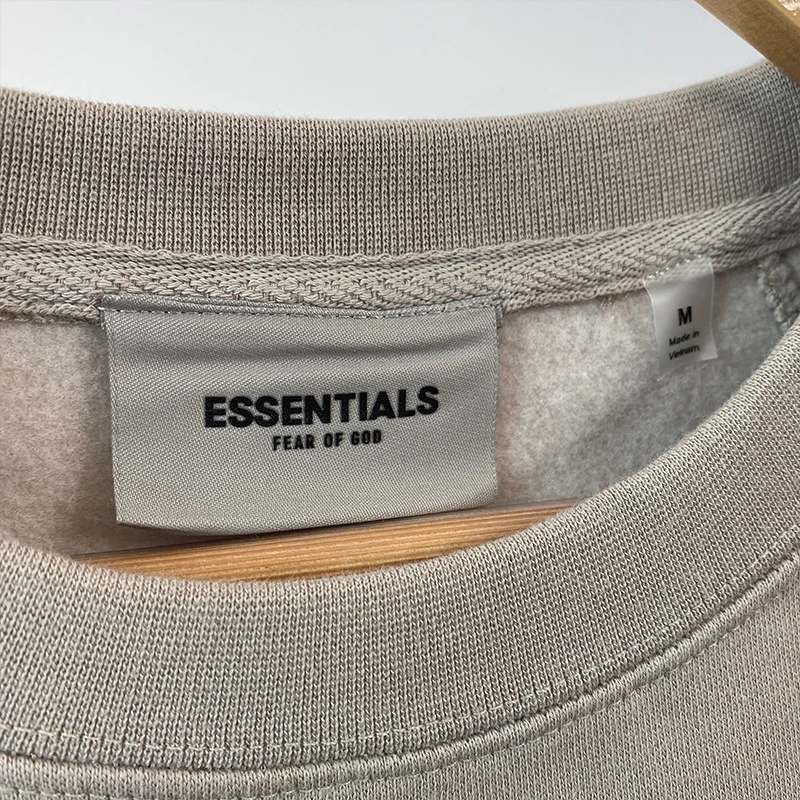 ESSENTIALS
FEAR OF GOD
M
Made in
Vietnam